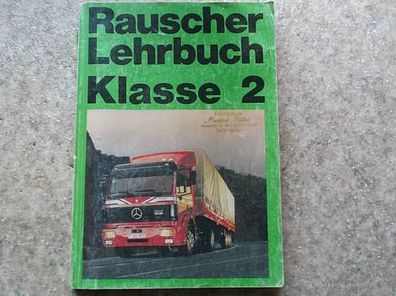 Rauscher
Lehrbuch
Klasse 2